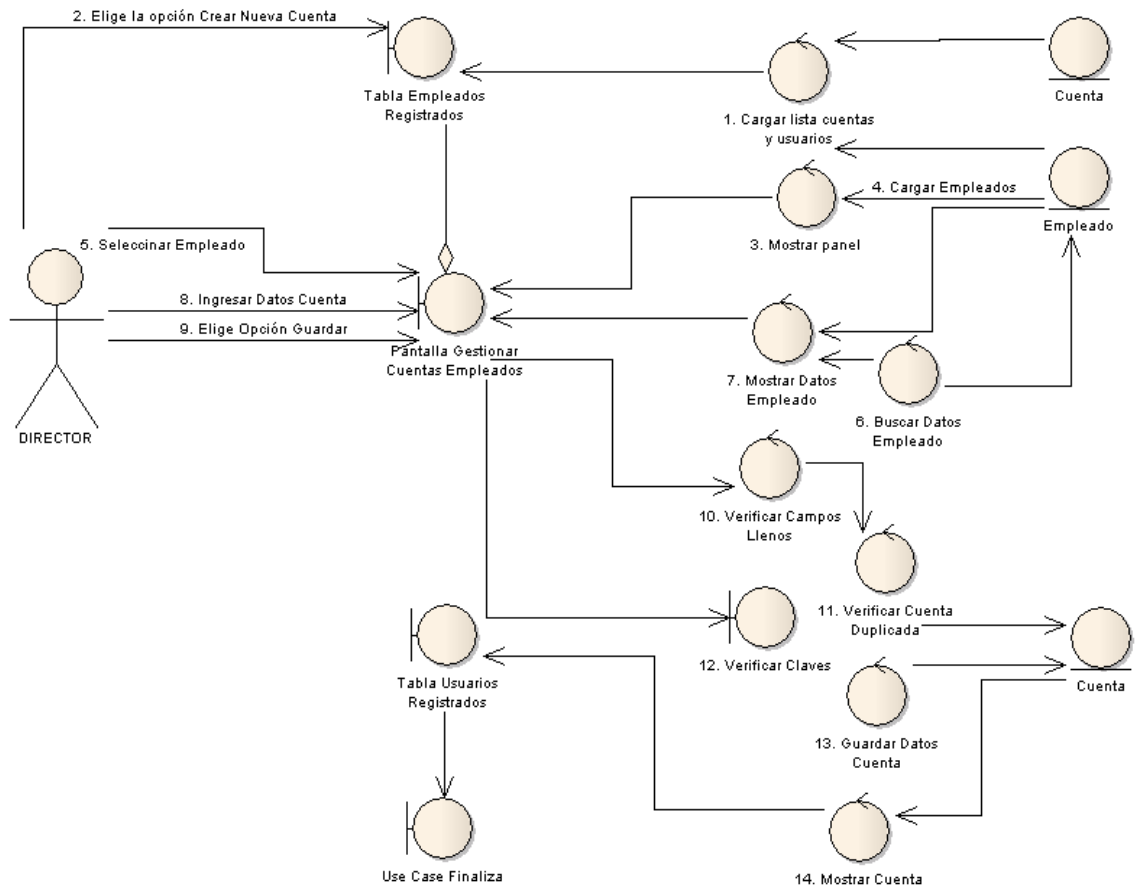 2. Elige la opción Crear Nueva Cuenta
Tabla Empleados
Registrados
1. Cargar lista cuentas
y usuarios
Cuenta
4. Cargar Empleados
Empleado
3. Mostrar panel
5. Seleccinar Empleado
8. Ingresar Datos Cuenta
9. Elige Opción Guardar
Pantalla Gestionar
Cuentas Empleados
7. Mostrar Datos
Empleado
6. Buscar Datos
Empleado
DIRECTOR
10. Verificar Campos
Llenos
11. Verificar Cuenta
Duplicada
12. Verificar Claves
Tabla Usuarios
Registrados
Cuenta
13. Guardar Datos
Cuenta
Use Case Finaliza
14. Mostrar Cuenta